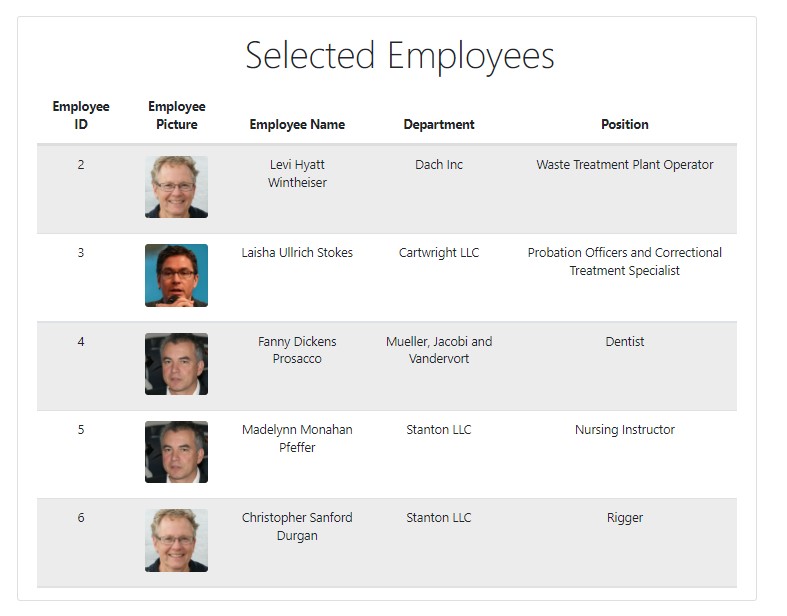 Selected Employees
Employee ID Employee Picture Employee Name Department Position
2 Levi Hyatt Wintheiser Dach Inc Waste Treatment Plant Operator
3 Laisha Ullrich Stokes Cartwright LLC Probation Officers and Correctional Treatment Specialist
4 Fanny Dickens Prosacco Mueller, Jacobi and Vandervort Dentist
5 Madelynn Monahan Pfeffer Stanton LLC Nursing Instructor
6 Christopher Sanford Durgan Stanton LLC Rigger